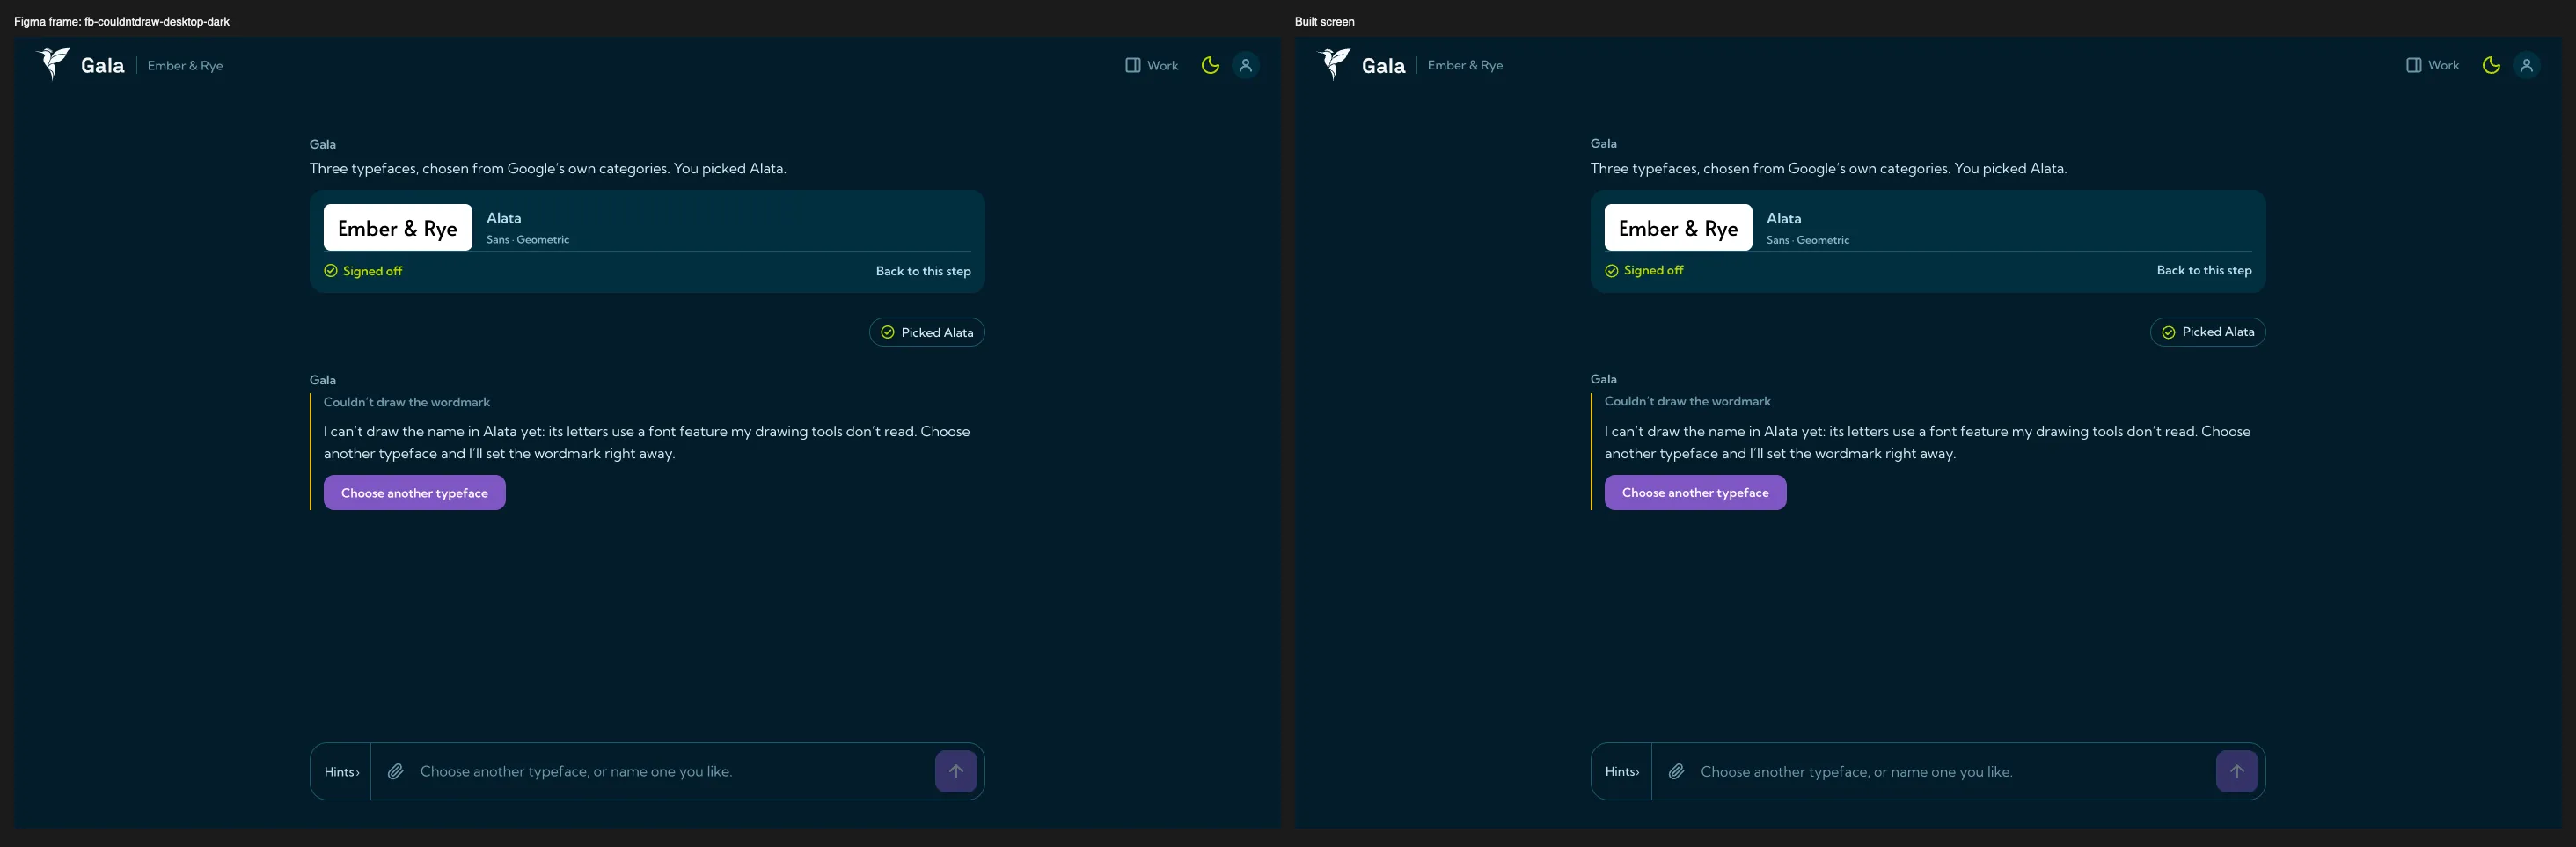 Figma frame: fb-couldntdraw-desktop-dark
Gala
Ember & Rye
Work
Gala
Three typefaces, chosen from Google’s own categories. You picked Alata.
Ember & Rye
Alata
Sans · Geometric
Signed off
Back to this step
Picked Alata
Gala
Couldn’t draw the wordmark
I can’t draw the name in Alata yet: its letters use a font feature my drawing tools don’t read. Choose
another typeface and I’ll set the wordmark right away.
Choose another typeface
Hints›
Choose another typeface, or name one you like.
Built screen
Gala
Ember & Rye
Work
Gala
Three typefaces, chosen from Google’s own categories. You picked Alata.
Ember & Rye
Alata
Sans · Geometric
Signed off
Back to this step
Picked Alata
Gala
Couldn’t draw the wordmark
I can’t draw the name in Alata yet: its letters use a font feature my drawing tools don’t read. Choose
another typeface and I’ll set the wordmark right away.
Choose another typeface
Hints›
Choose another typeface, or name one you like.